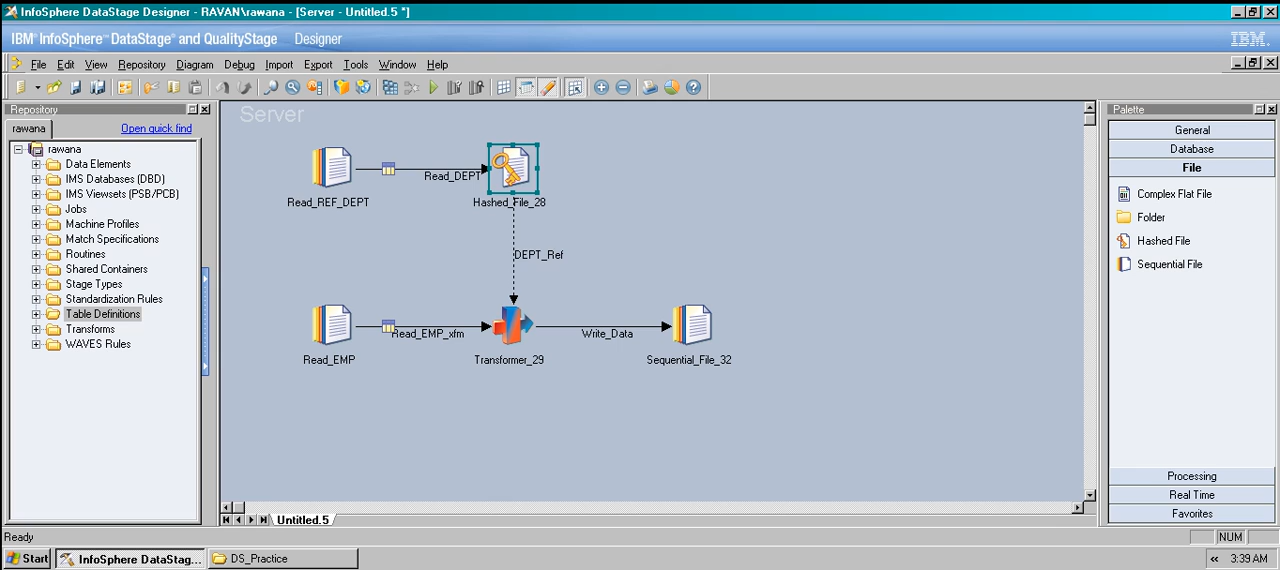 InfoSphere DataStage Designer - RAVAN\rawana - [Server - Untitled.5 *]
IBM® InfoSphere™ DataStage® and QualityStage Designer
IBM.
File Edit View Repository Diagram Debug Import Export Tools Window Help
Repository
rawana Open quick find
rawana
Data Elements
IMS Databases (DBD)
IMS Viewsets (PSB/PCB)
Jobs
Machine Profiles
Match Specifications
Routines
Shared Containers
Stage Types
Standardization Rules
Table Definitions
Transforms
WAVES Rules
Server
Read_DEPT
Read_REF_DEPT
Hashed_File_28
DEPT_Ref
Read_EMP_xfm
Write_Data
Read_EMP
Transformer_29
Sequential_File_32
Untitled.5
Palette
General
Database
File
Complex Flat File
Folder
Hashed File
Sequential File
Processing
Real Time
Favorites
Ready
NUM
Start
InfoSphere DataStag...
DS_Practice
« 3:39 AM